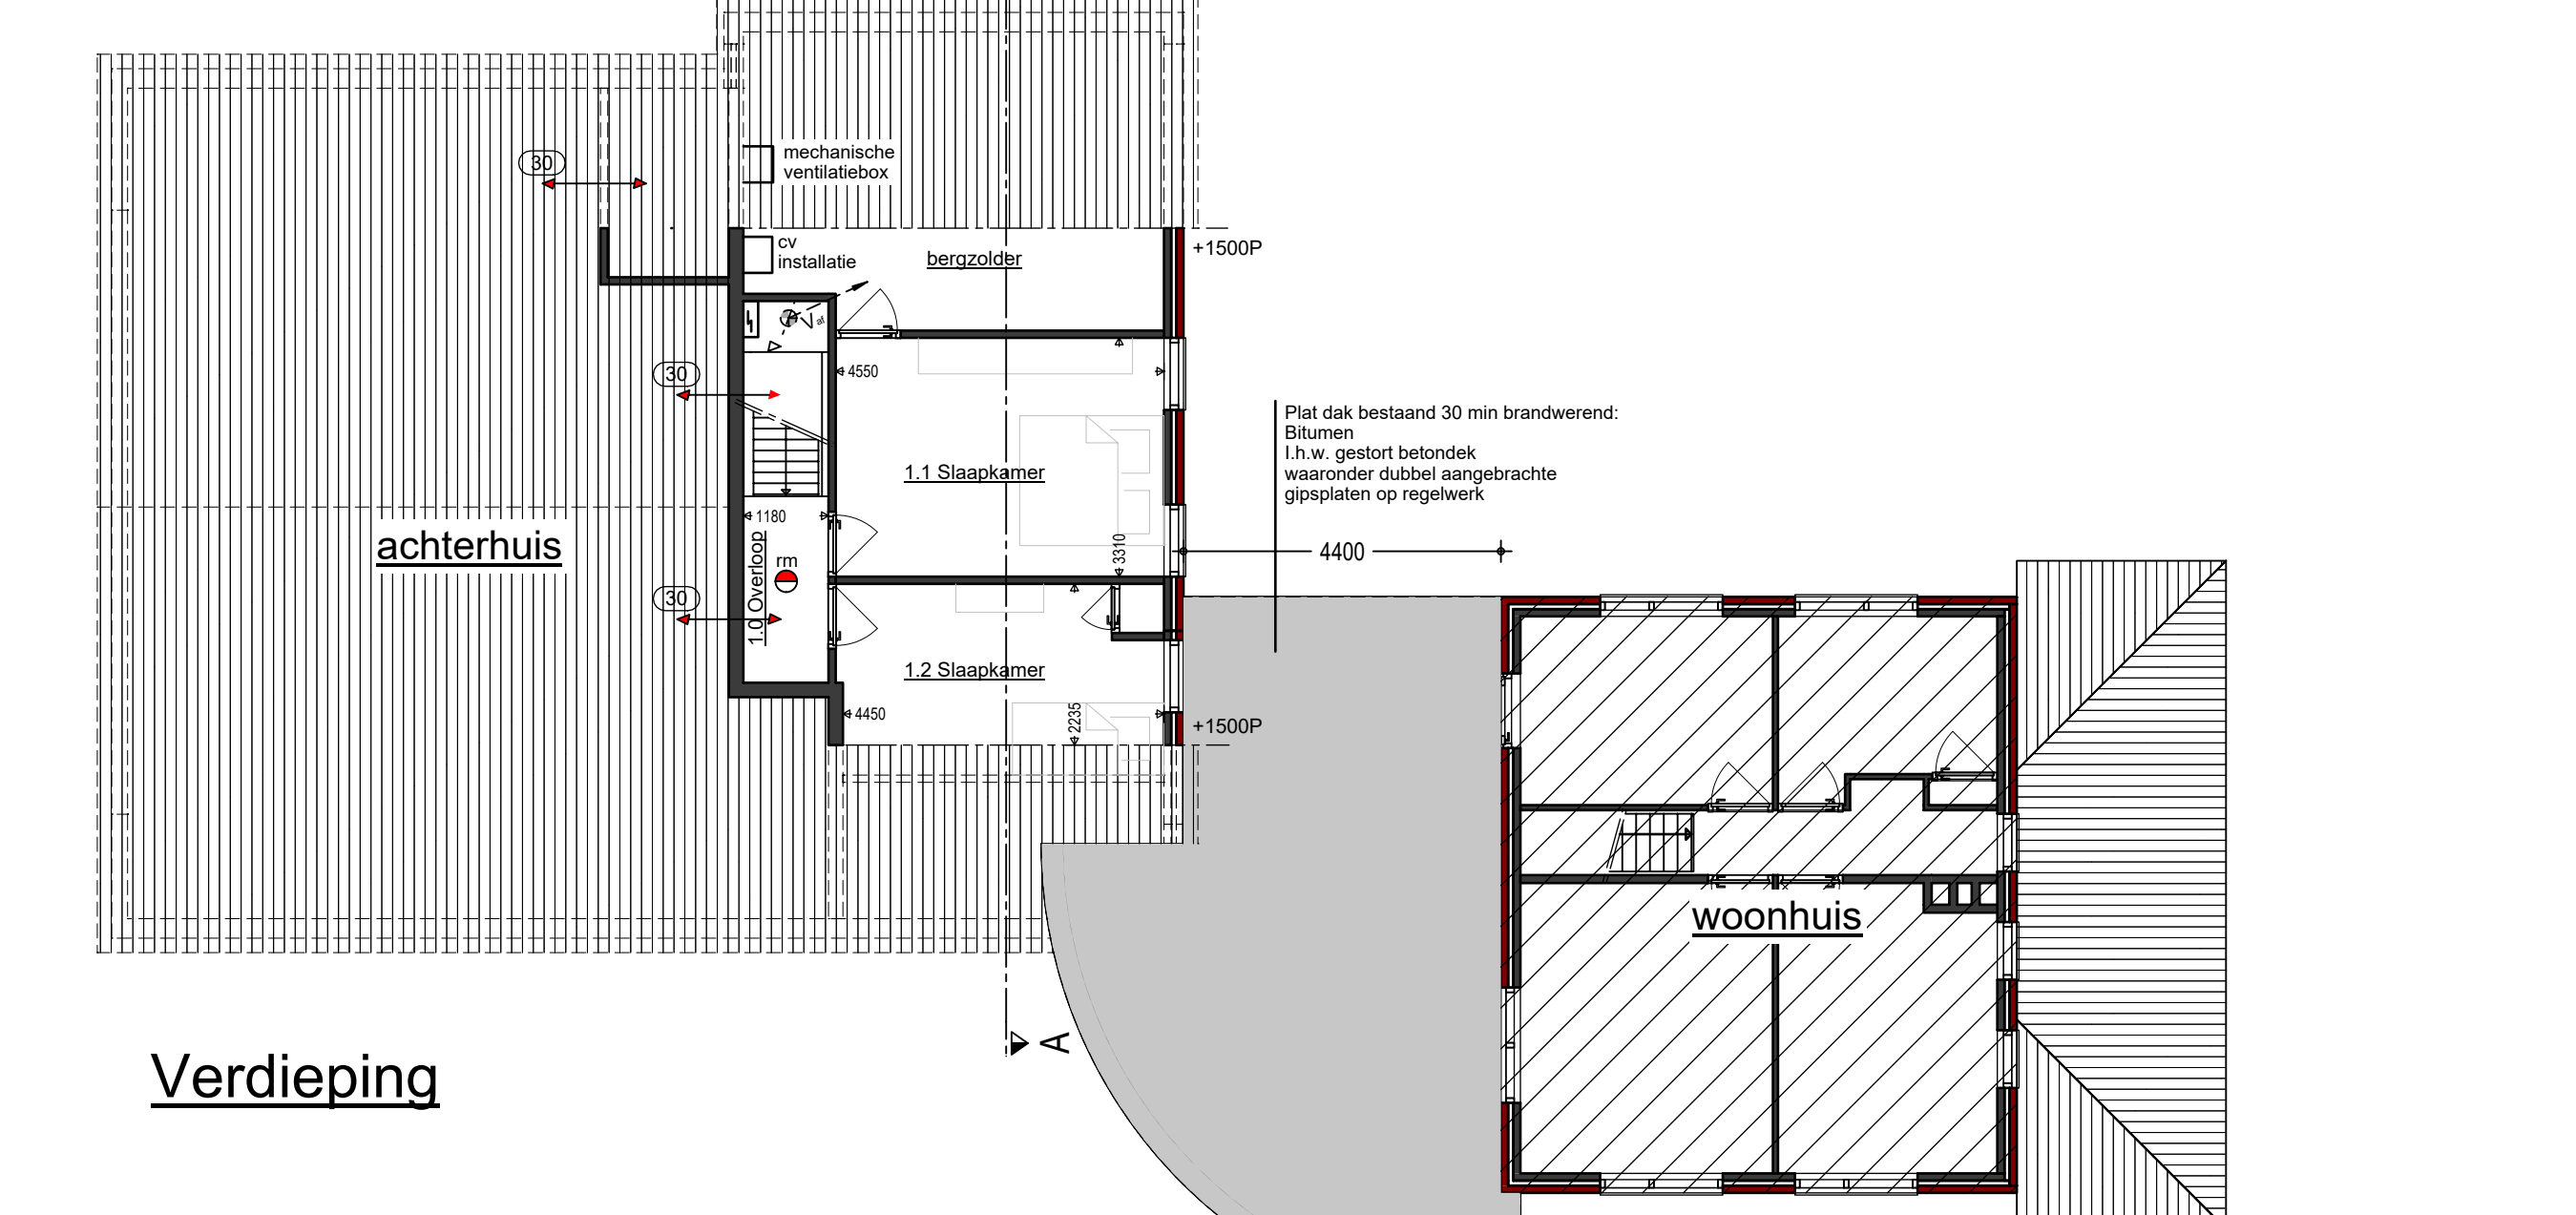 mechanische
ventilatiebox
30
cv
installatie
bergzolder
+1500P
Vaf
30
4550
Plat dak bestaand 30 min brandwerend:
Bitumen
I.h.w. gestort betondek
waaronder dubbel aangebrachte
gipsplaten op regelwerk
1.1 Slaapkamer
1180
achterhuis
3310
4400
1.0 Overloop
rm
30
1.2 Slaapkamer
4450
2235
+1500P
woonhuis
A
Verdieping